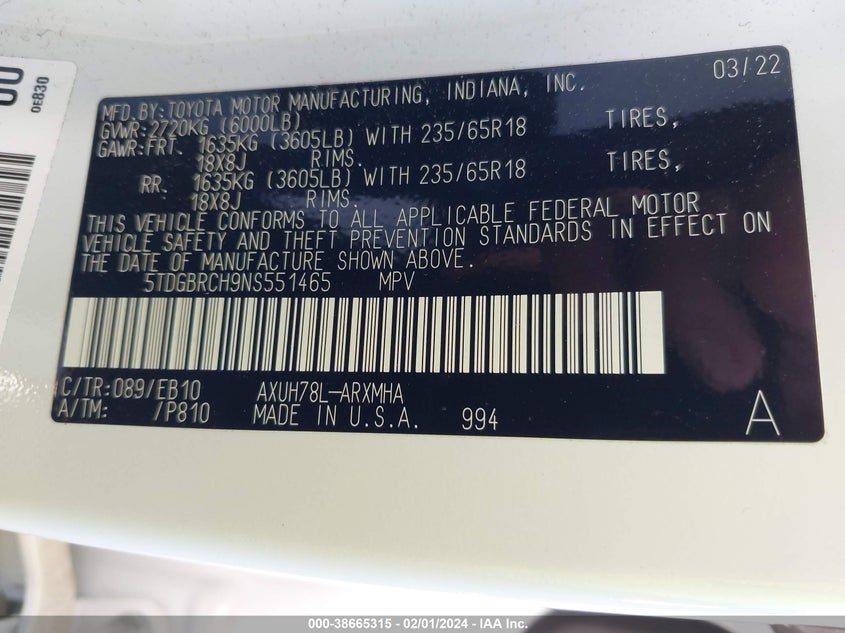 00
0E830
03/22
MFD.BY:TOYOTA MOTOR MANUFACTURING, INDIANA, INC.
GVWR:2720KG (6000LB)
GAWR:FRT. 1635KG (3605LB) WITH 235/65R18 TIRES,
18X8J RIMS.
RR. 1635KG (3605LB) WITH 235/65R18 TIRES,
18X8J RIMS.
THIS VEHICLE CONFORMS TO ALL APPLICABLE FEDERAL MOTOR
VEHICLE SAFETY AND THEFT PREVENTION STANDARDS IN EFFECT ON
THE DATE OF MANUFACTURE SHOWN ABOVE.
5TDGBRCH9NS551465 MPV
C/TR:089/EB10 AXUH78L-ARXMHA
A/TM: /P810 MADE IN U.S.A. 994 A
000-38665315 - 02/01/2024 - IAA Inc.